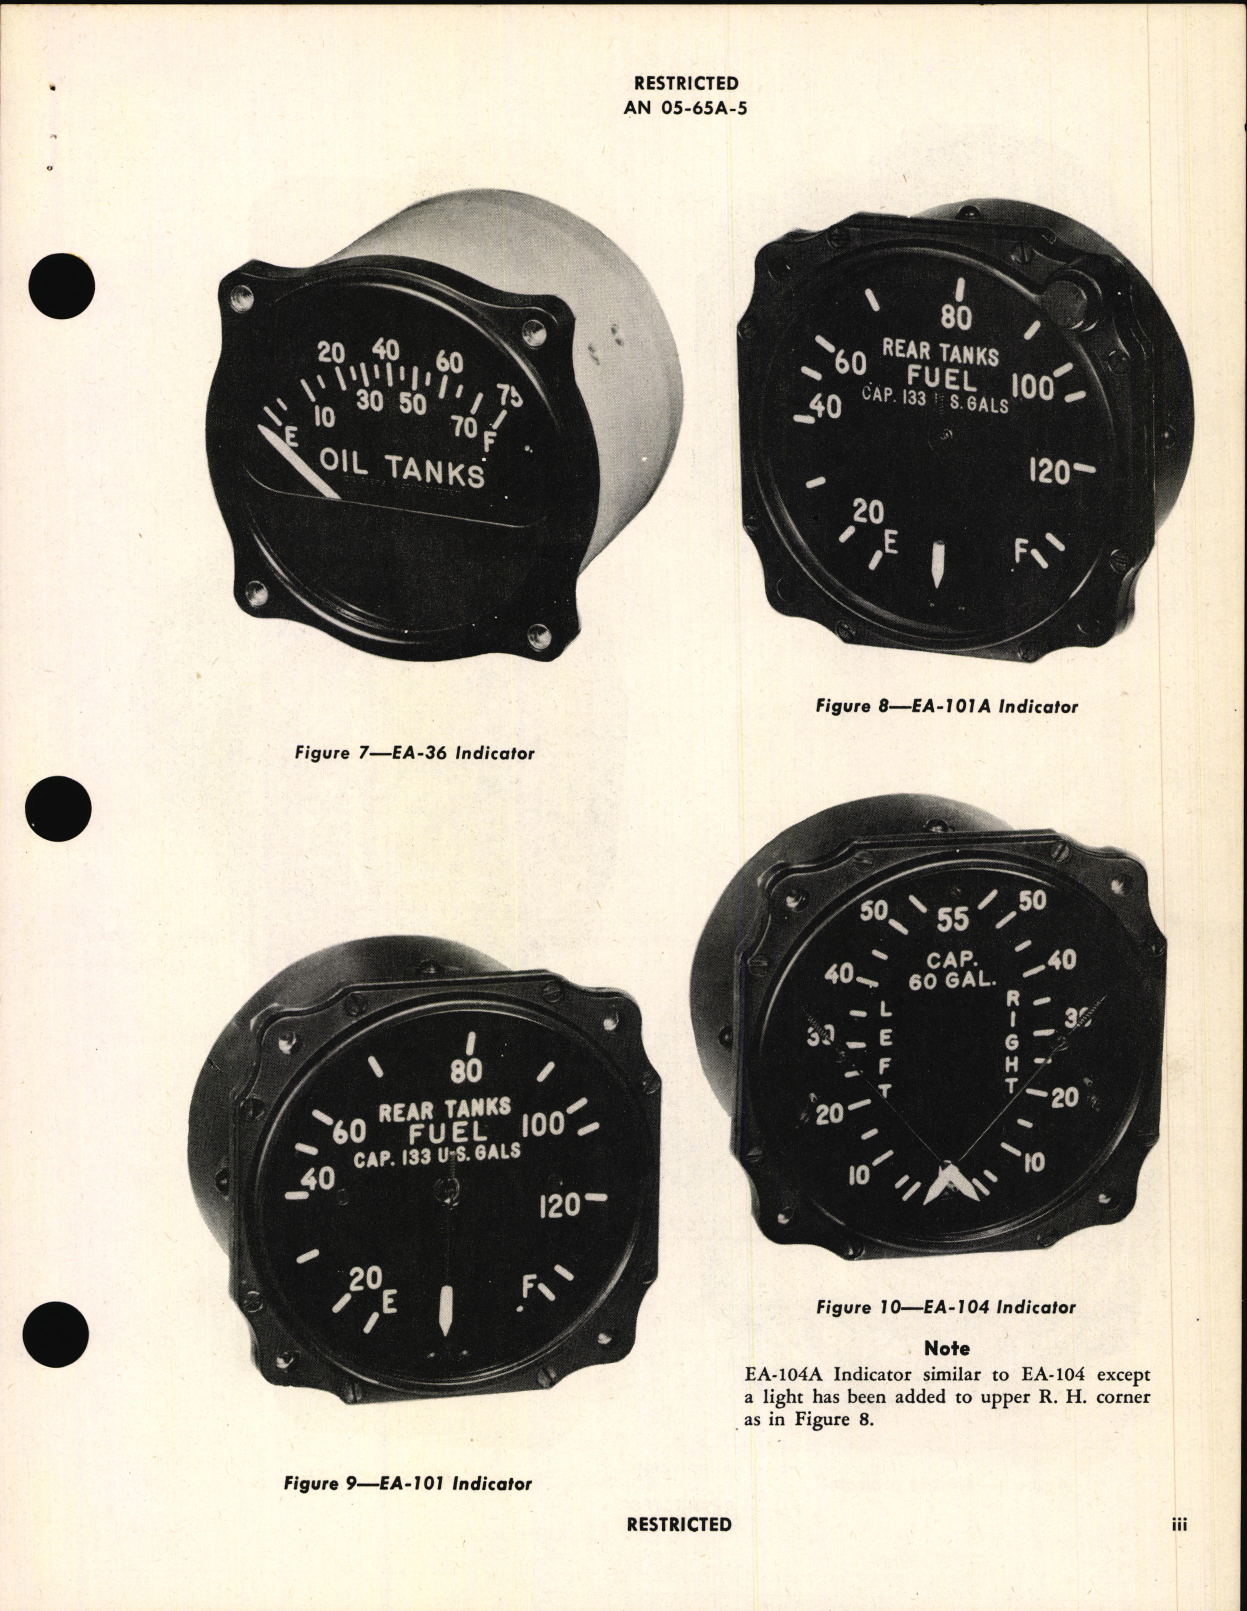 RESTRICTED
AN 05-65A-5
20 40 60 75
10 30 50 70
E F
OIL TANKS
Figure 7—EA-36 Indicator
80
REAR TANKS
60 FUEL 100
CAP. 133 U.S. GALS
40
120
20
E F
Figure 8—EA-101A Indicator
80
REAR TANKS
60 FUEL 100
CAP. 133 U.S. GALS
40
120
20
E F
Figure 9—EA-101 Indicator
50 55 50
CAP.
40 60 GAL. 40
LEFT RIGHT
30 30
20 20
10 10
Figure 10—EA-104 Indicator
Note
EA-104A Indicator similar to EA-104 except
a light has been added to upper R. H. corner
as in Figure 8.
RESTRICTED
iii